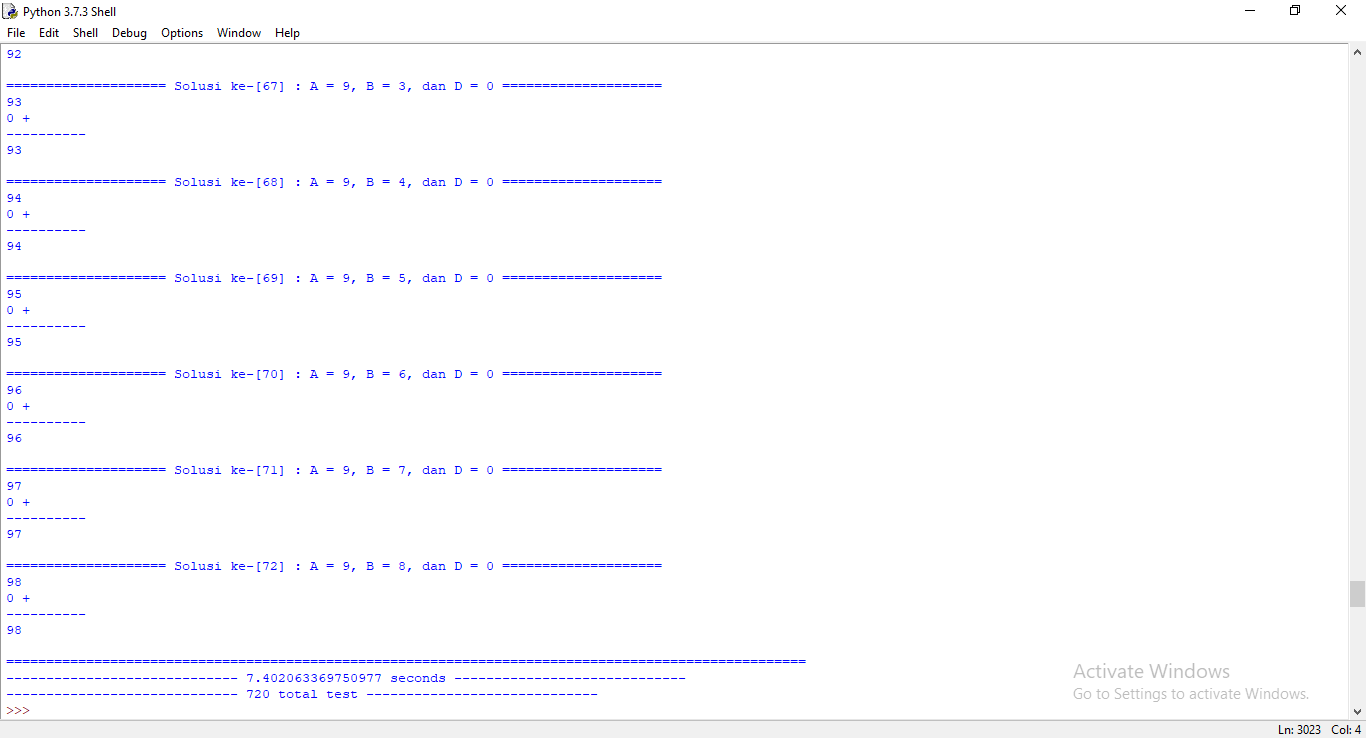 Python 3.7.3 Shell
File Edit Shell Debug Options Window Help
92
==================== Solusi ke-[67] : A = 9, B = 3, dan D = 0 ====================
93
0 +
----------
93
==================== Solusi ke-[68] : A = 9, B = 4, dan D = 0 ====================
94
0 +
----------
94
==================== Solusi ke-[69] : A = 9, B = 5, dan D = 0 ====================
95
0 +
----------
95
==================== Solusi ke-[70] : A = 9, B = 6, dan D = 0 ====================
96
0 +
----------
96
==================== Solusi ke-[71] : A = 9, B = 7, dan D = 0 ====================
97
0 +
----------
97
==================== Solusi ke-[72] : A = 9, B = 8, dan D = 0 ====================
98
0 +
----------
98
====================================================================================================
----------------------------- 7.402063369750977 seconds -----------------------------
----------------------------- 720 total test -----------------------------
>>>
Activate Windows
Go to Settings to activate Windows.
Ln: 3023 Col: 4